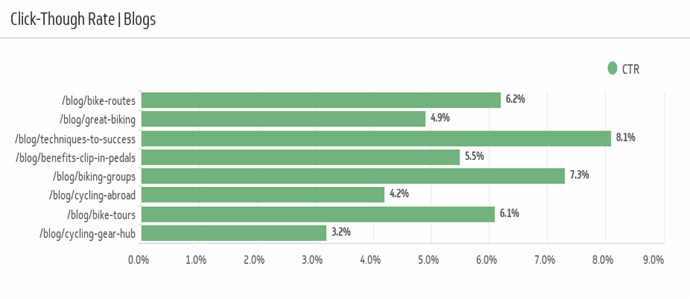 Click-Though Rate | Blogs
CTR
/blog/bike-routes 6.2%
/blog/great-biking 4.9%
/blog/techniques-to-success 8.1%
/blog/benefits-clip-in-pedals 5.5%
/blog/biking-groups 7.3%
/blog/cycling-abroad 4.2%
/blog/bike-tours 6.1%
/blog/cycling-gear-hub 3.2%
0.0% 1.0% 2.0% 3.0% 4.0% 5.0% 6.0% 7.0% 8.0% 9.0%